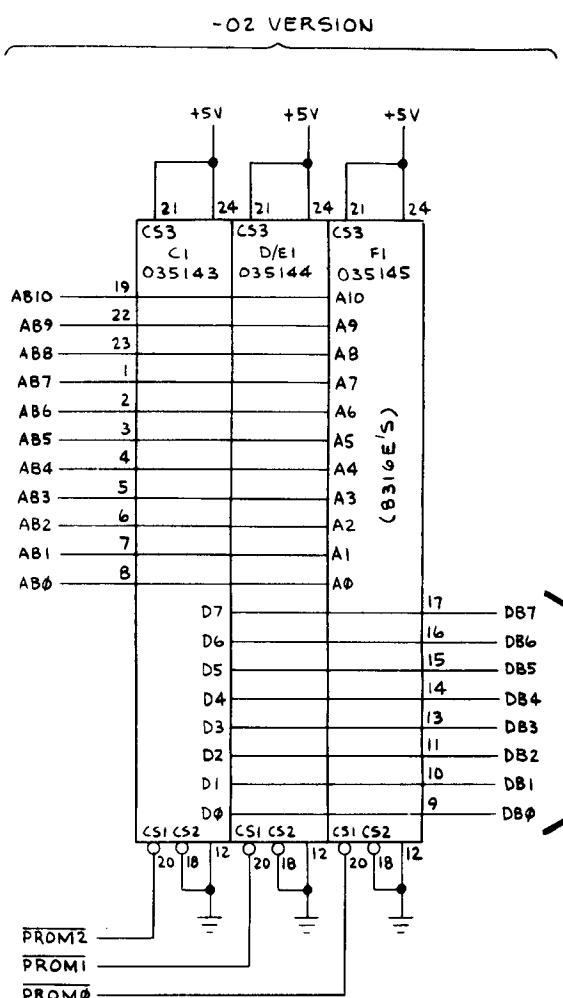 -02 VERSION
+5V +5V +5V
21 24 21 24 21 24
CS3 CS3 CS3
C1 D/E1 F1
035143 035144 035145
AB10 19 A10
AB9 22 A9
AB8 23 A8
AB7 1 A7
AB6 2 A6
AB5 3 A5
AB4 4 A4
AB3 5 A3
AB2 6 A2
AB1 7 A1
ABØ 8 AØ
(8316E'S)
D7 17 DB7
D6 16 DB6
D5 15 DB5
D4 14 DB4
D3 13 DB3
D2 11 DB2
D1 10 DB1
DØ 9 DBØ
CS1 CS2 CS1 CS2 CS1 CS2
20 18 12 20 18 12 20 18 12
PROM2
PROM1
PROMØ